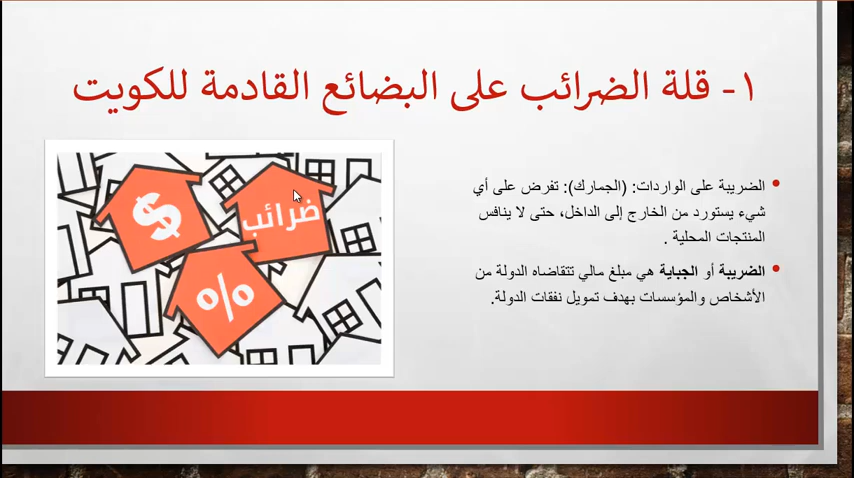 ١- قلة الضرائب على البضائع القادمة للكويت
الضريبة على الواردات: (الجمارك): تفرض على أي
شيء يستورد من الخارج إلى الداخل، حتى لا ينافس
المنتجات المحلية .
الضريبة أو الجباية هي مبلغ مالي تتقاضاه الدولة من
الأشخاص والمؤسسات بهدف تمويل نفقات الدولة.
$
ضرائب
%